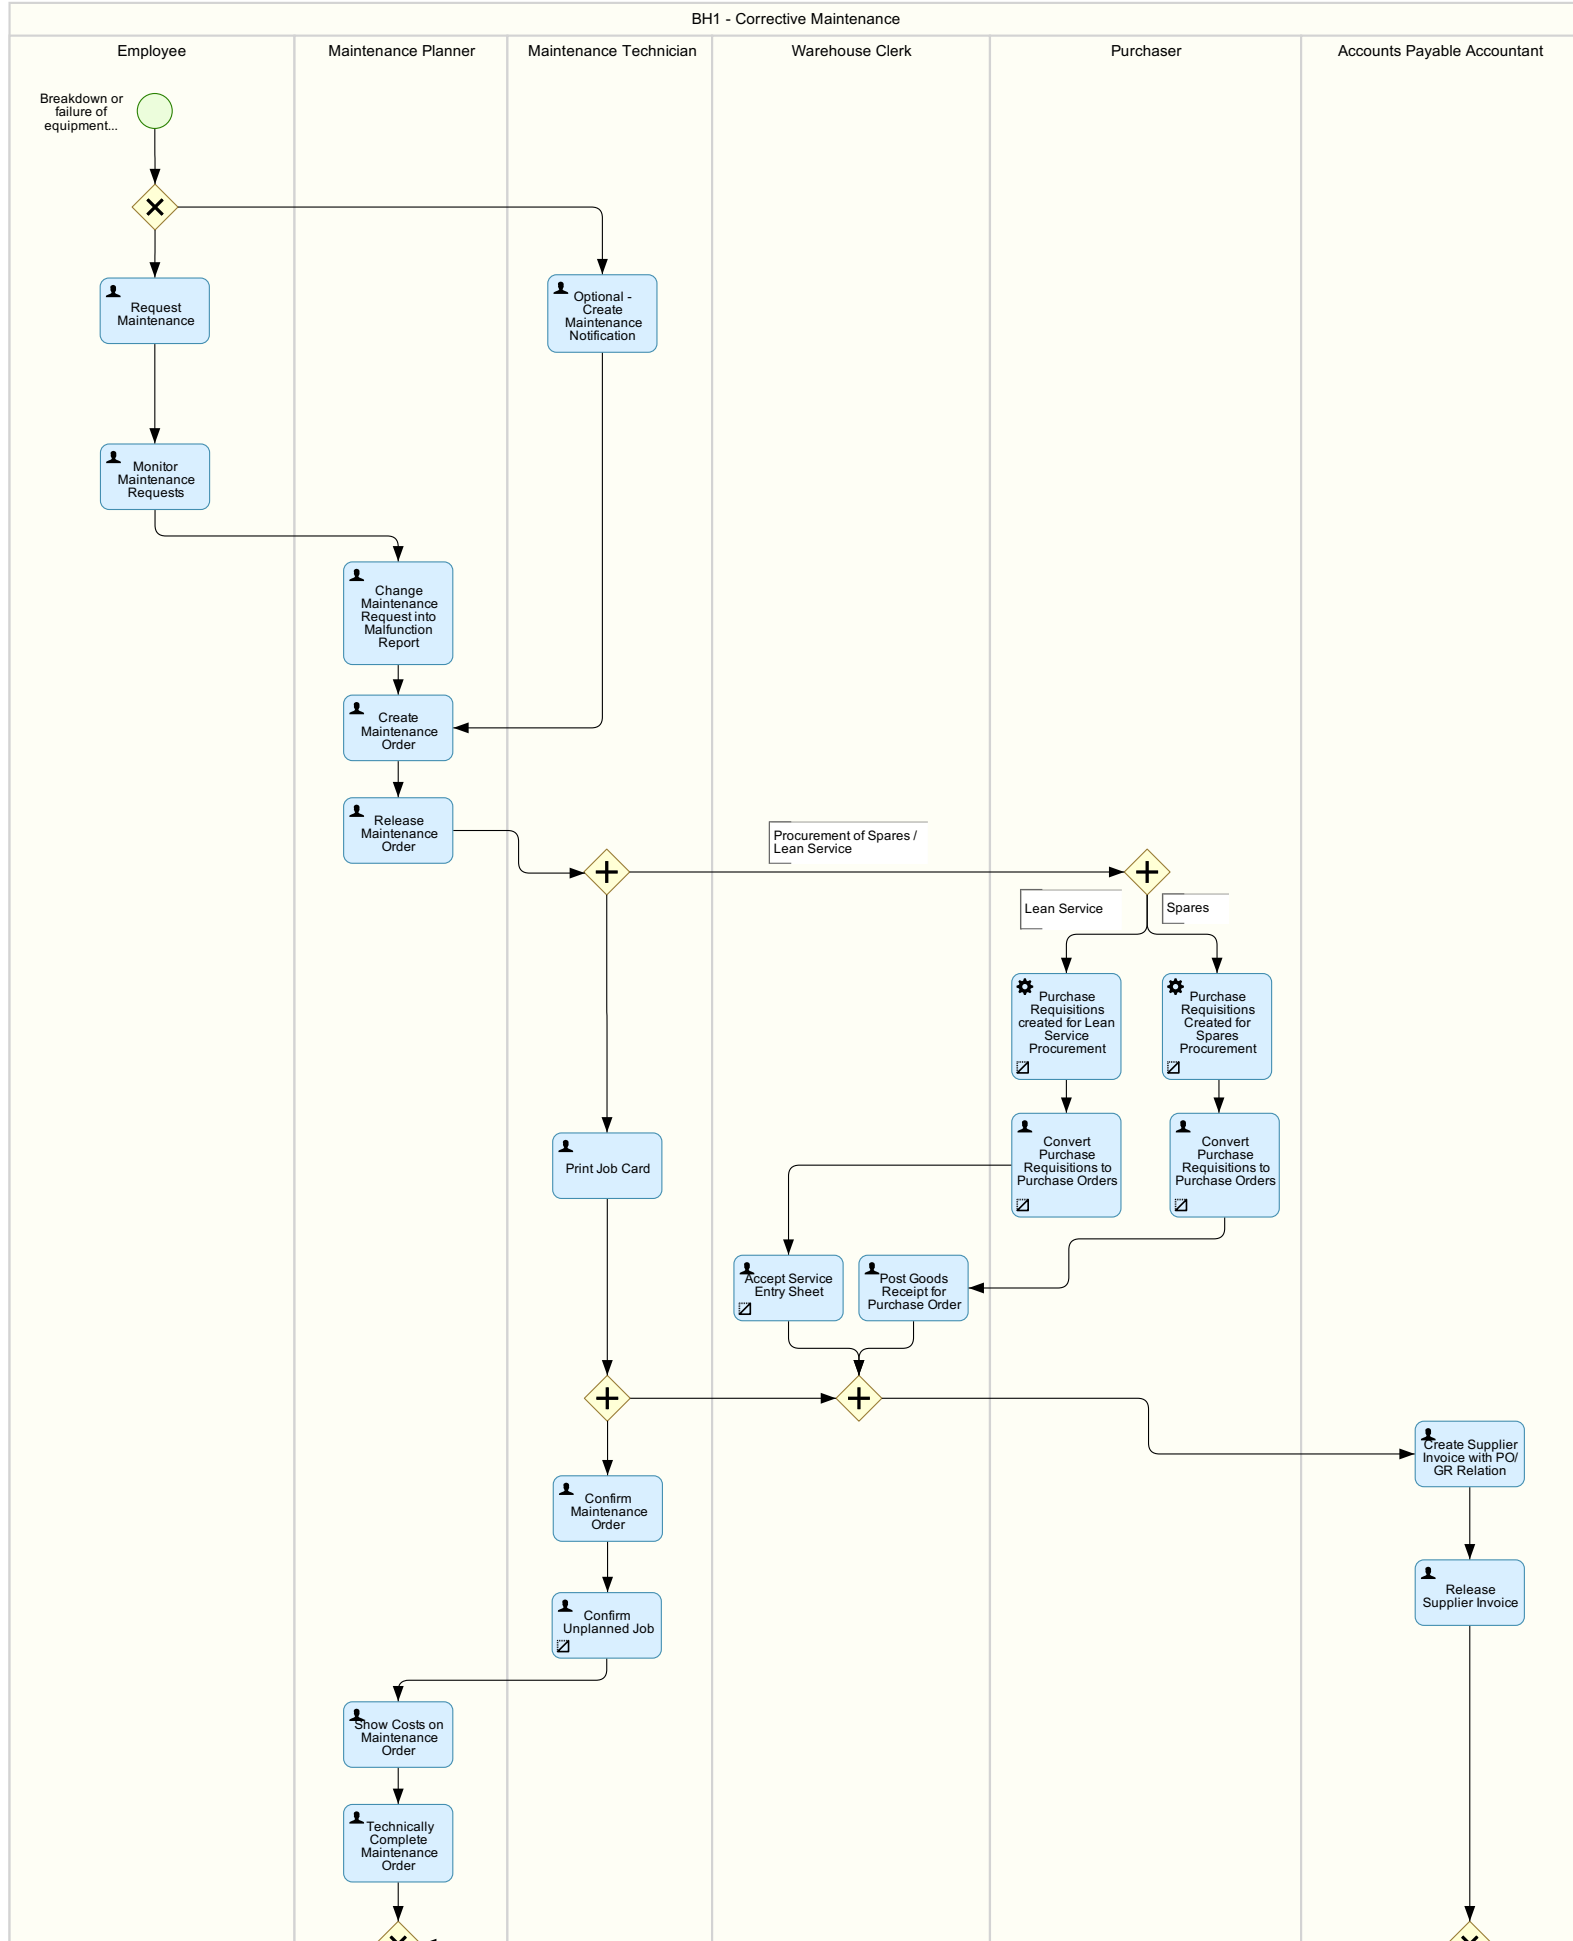 BH1 - Corrective Maintenance
Employee
Maintenance Planner
Maintenance Technician
Warehouse Clerk
Purchaser
Accounts Payable Accountant
Breakdown or
failure of
equipment...
Request
Maintenance
Optional -
Create
Maintenance
Notification
Monitor
Maintenance
Requests
Change
Maintenance
Request into
Malfunction
Report
Create
Maintenance
Order
Release
Maintenance
Order
Procurement of Spares /
Lean Service
Lean Service
Spares
Purchase
Requisitions
created for Lean
Service
Procurement
Purchase
Requisitions
Created for
Spares
Procurement
Print Job Card
Convert
Purchase
Requisitions to
Purchase Orders
Convert
Purchase
Requisitions to
Purchase Orders
Accept Service
Entry Sheet
Post Goods
Receipt for
Purchase Order
Create Supplier
Invoice with PO/
GR Relation
Confirm
Maintenance
Order
Release
Supplier Invoice
Confirm
Unplanned Job
Show Costs on
Maintenance
Order
Technically
Complete
Maintenance
Order